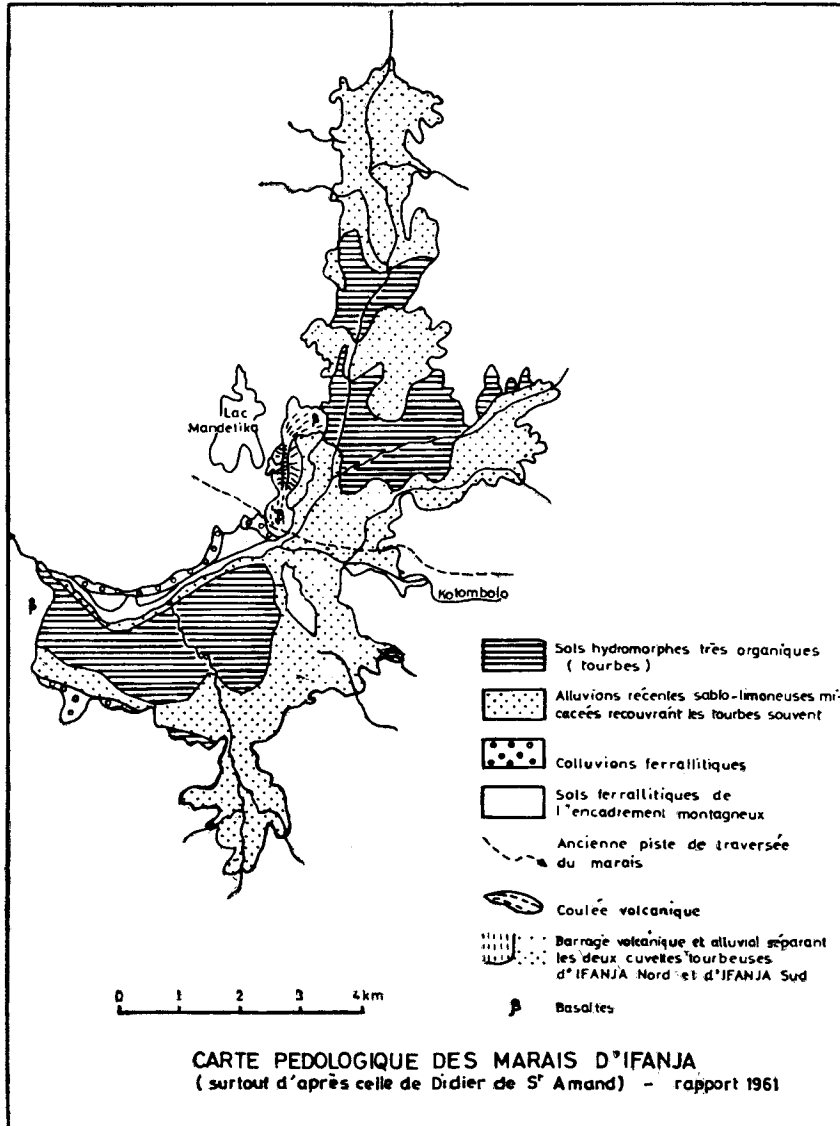 Lac
Mandetika
β
β
β
Kotombolo
Sols hydromorphes très organiques
( tourbes )
Alluvions récentes sablo-limoneuses mi-
cacées recouvrant les tourbes souvent
Colluvions ferrallitiques
Sols ferrallitiques de
l'encadrement montagneux
Ancienne piste de traversée
du marais
Coulée volcanique
Barrage volcanique et alluvial séparant
les deux cuvettes tourbeuses
d'IFANJA Nord et d'IFANJA Sud
β Basaltes
0 1 2 3 4 km
CARTE PEDOLOGIQUE DES MARAIS D'IFANJA
( surtout d'après celle de Didier de Sᵗ Amand) - rapport 1961